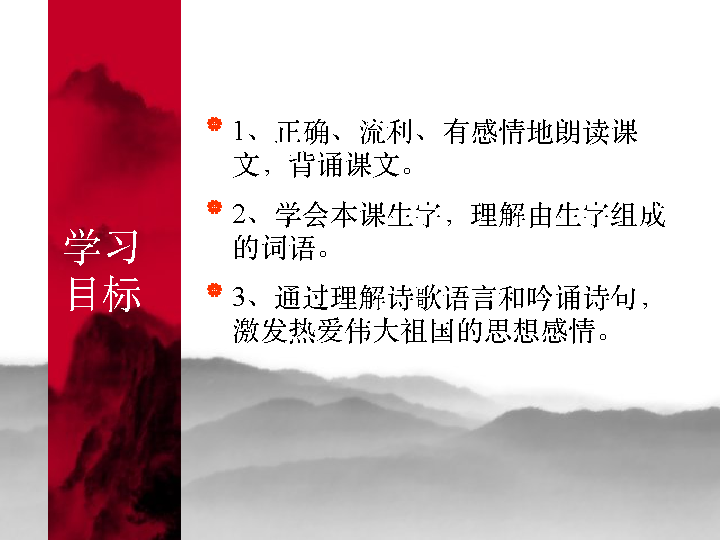 学习
目标
1、正确、流利、有感情地朗读课
文，背诵课文。
2、学会本课生字，理解由生字组成
的词语。
3、通过理解诗歌语言和吟诵诗句，
激发热爱伟大祖国的思想感情。